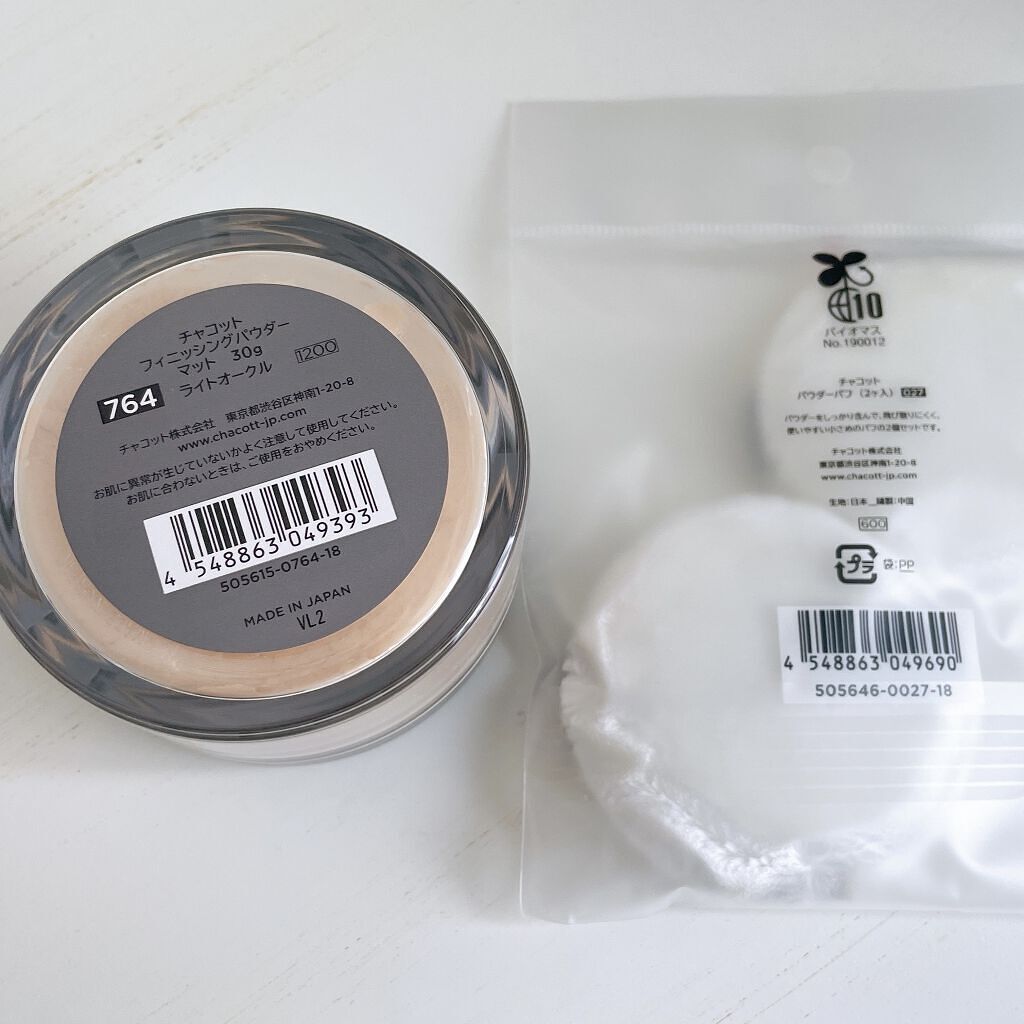 チャコット
フィニッシングパウダー
マット 30g 1200
764 ライトオークル
チャコット株式会社 東京都渋谷区神南1-20-8
www.chacott-jp.com
お肌に異常が生じていないかよく注意して使用してください。
お肌に合わないときは、ご使用をおやめください。
4 548863 049393
505615-0764-18
MADE IN JAPAN
VL2
10
バイオマス
No.190012
チャコット
パウダーパフ(2ヶ入) 027
パウダーをしっかり含んで、飛び散りにくく、
使いやすい小さめのパフの2個セットです。
チャコット株式会社
東京都渋谷区神南1-20-8
www.chacott-jp.com
生地:日本__縫製:中国
600
プラ 袋:PP
4 548863 049690
505646-0027-18